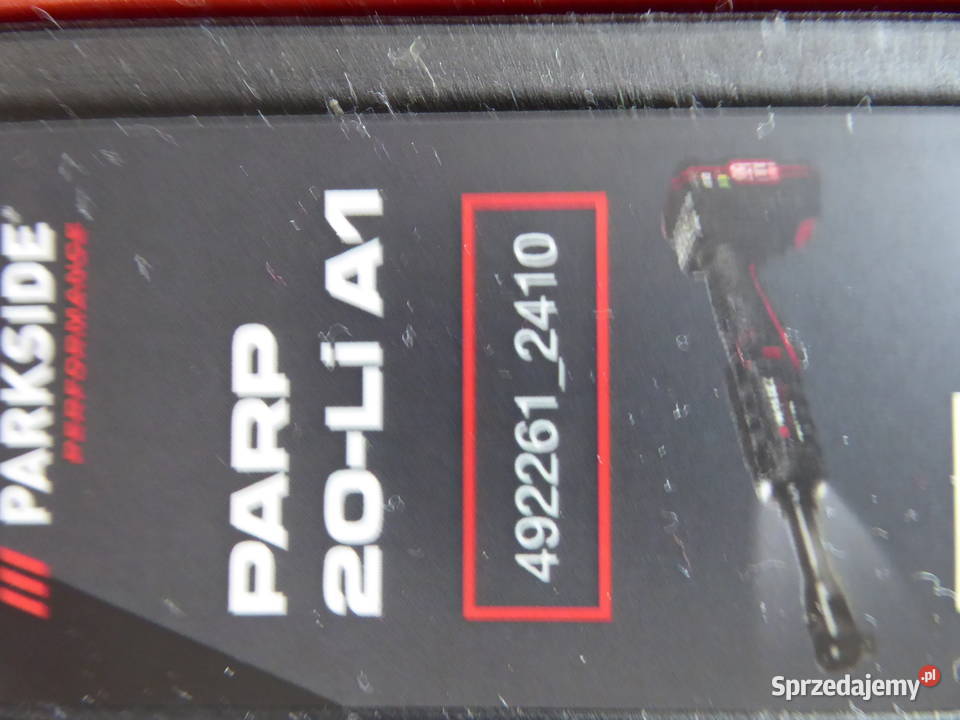 PARKSIDE®
PERFORMANCE
PARP
20-Li A1
492261_2410
Sprzedajemy.pl